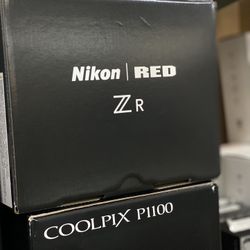 Nikon | RED
Z R
COOLPIX P1100